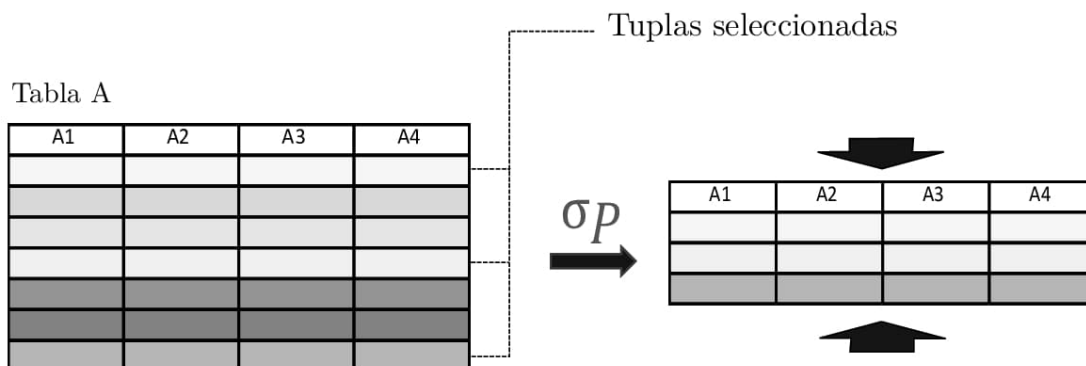 Tuplas seleccionadas
Tabla A
A1 A2 A3 A4
σP
A1 A2 A3 A4